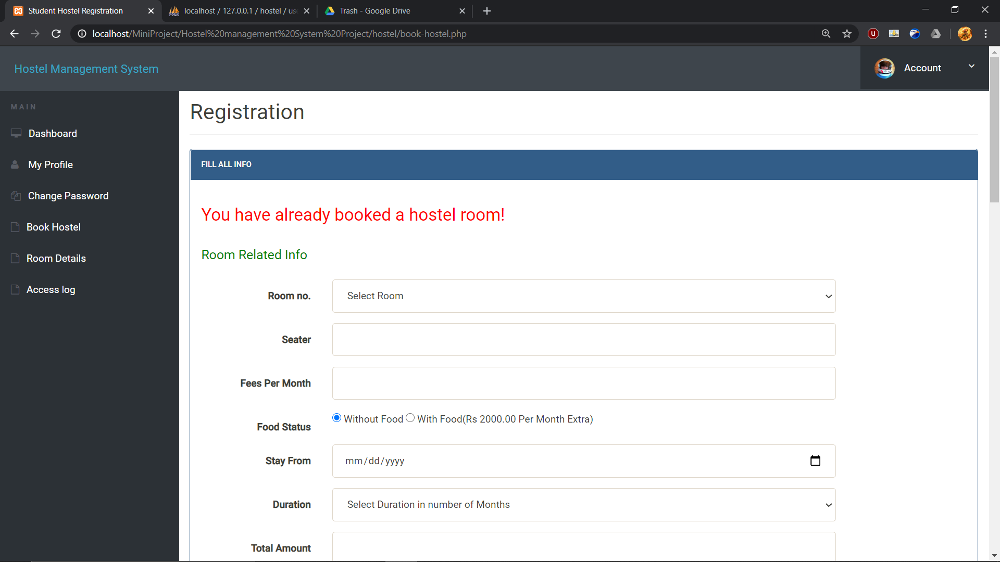 Student Hostel Registration
localhost / 127.0.0.1 / hostel / us
Trash - Google Drive
localhost/MiniProject/Hostel%20management%20System%20Project/hostel/book-hostel.php
Hostel Management System
Account
MAIN
Dashboard
My Profile
Change Password
Book Hostel
Room Details
Access log
Registration
FILL ALL INFO
You have already booked a hostel room!
Room Related Info
Room no.
Select Room
Seater
Fees Per Month
Food Status
Without Food
With Food(Rs 2000.00 Per Month Extra)
Stay From
mm/dd/yyyy
Duration
Select Duration in number of Months
Total Amount